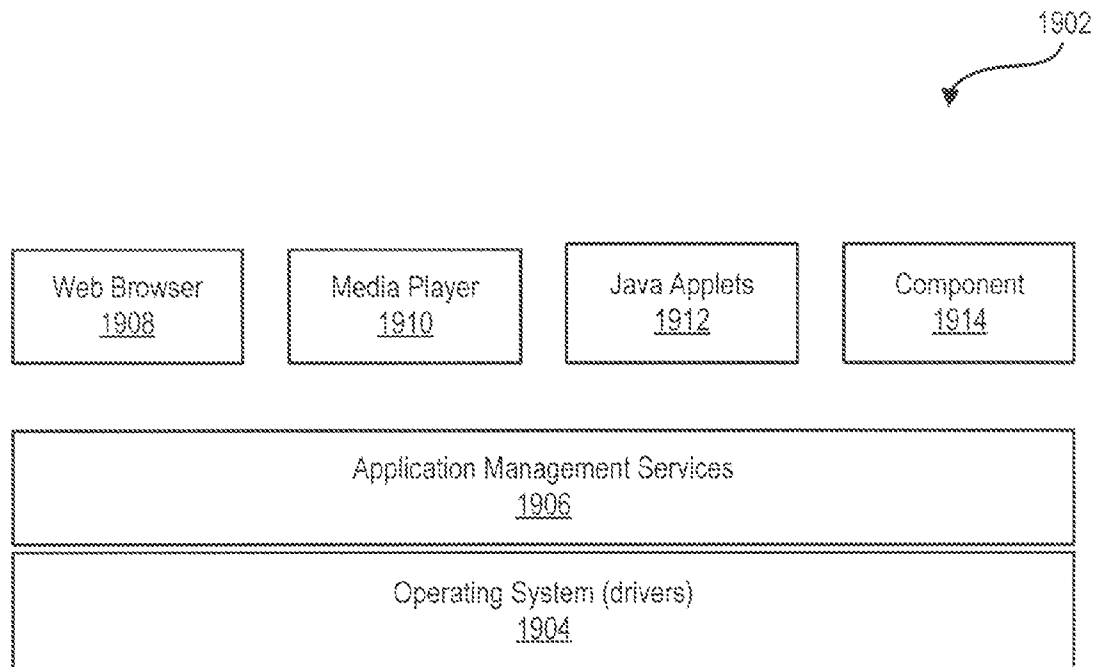 1902
Web Browser
1908
Media Player
1910
Java Applets
1912
Component
1914
Application Management Services
1906
Operating System (drivers)
1904